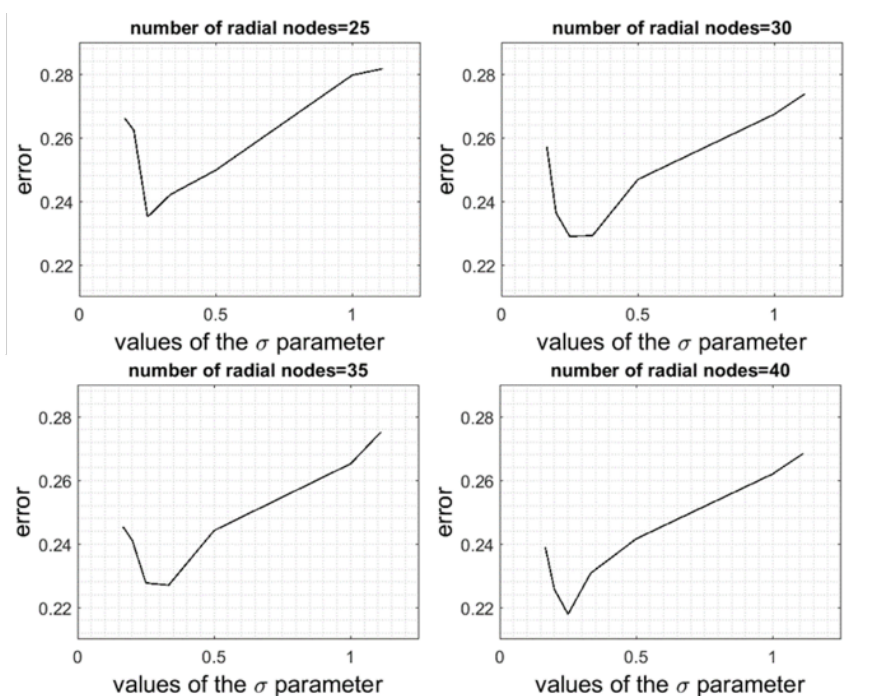 number of radial nodes=25
0.28
0.26
0.24
0.22
error
0
0.5
1
values of the σ parameter
number of radial nodes=30
0.28
0.26
0.24
0.22
error
0
0.5
1
values of the σ parameter
number of radial nodes=35
0.28
0.26
0.24
0.22
error
0
0.5
1
values of the σ parameter
number of radial nodes=40
0.28
0.26
0.24
0.22
error
0
0.5
1
values of the σ parameter